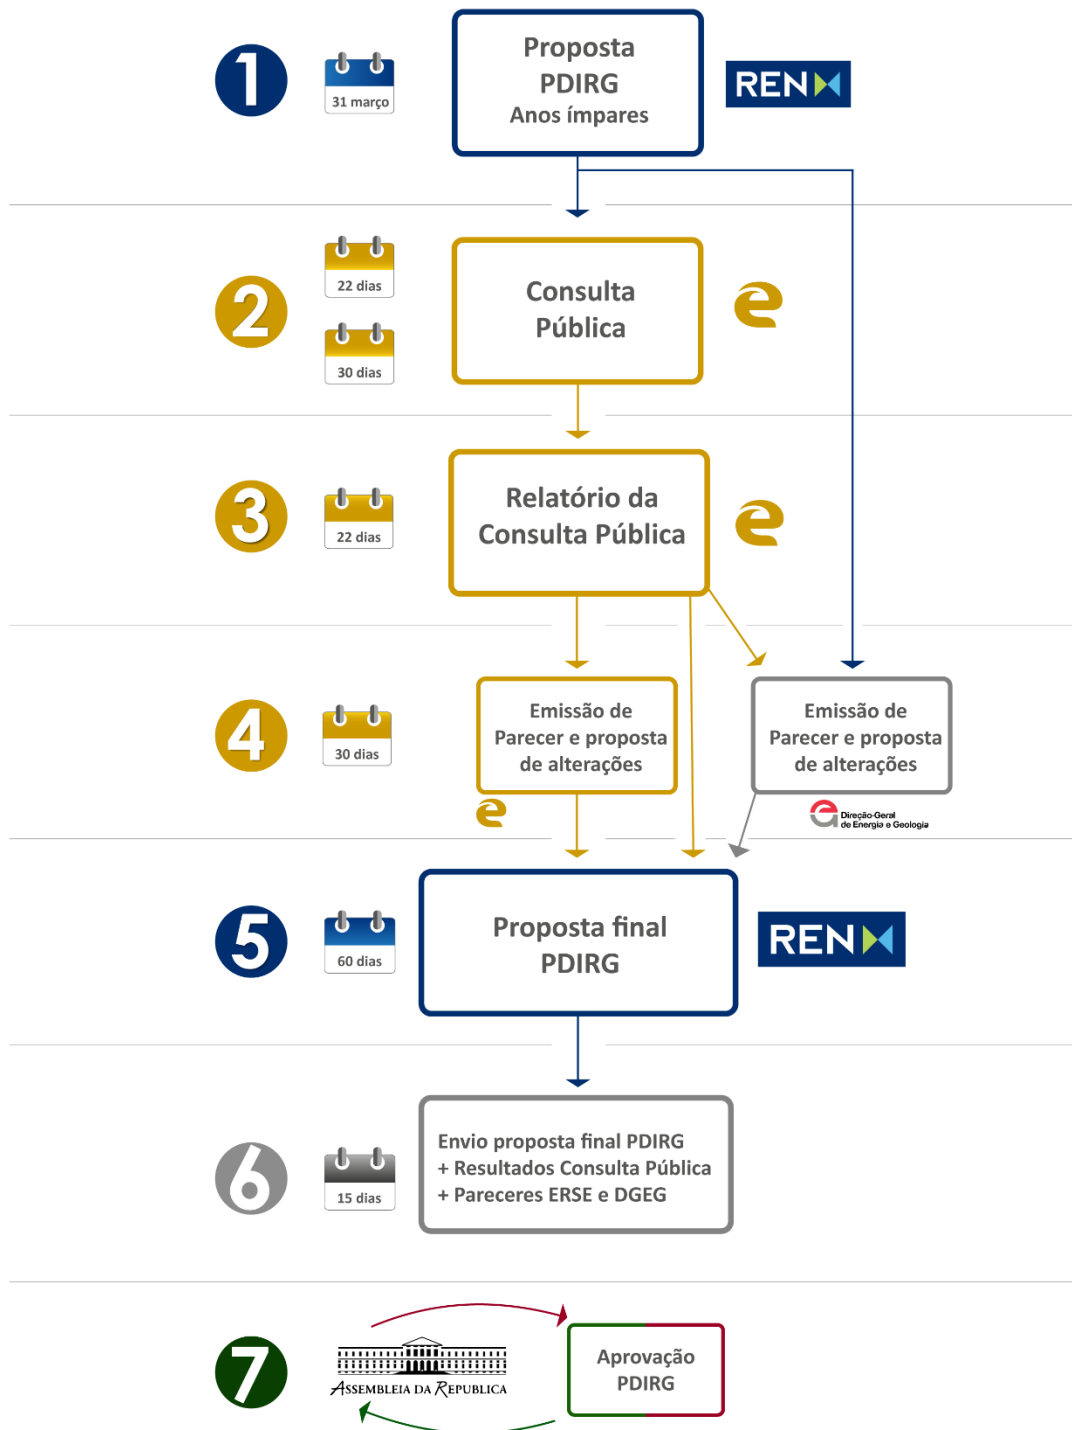 1
31 março
Proposta
PDIRG
Anos ímpares
REN
2
22 dias
30 dias
Consulta
Pública
e
3
22 dias
Relatório da
Consulta Pública
e
4
30 dias
Emissão de
Parecer e proposta
de alterações
e
Emissão de
Parecer e proposta
de alterações
Direção-Geral
de Energia e Geologia
5
60 dias
Proposta final
PDIRG
REN
6
15 dias
Envio proposta final PDIRG
+ Resultados Consulta Pública
+ Pareceres ERSE e DGEG
7
ASSEMBLEIA DA REPUBLICA
Aprovação
PDIRG